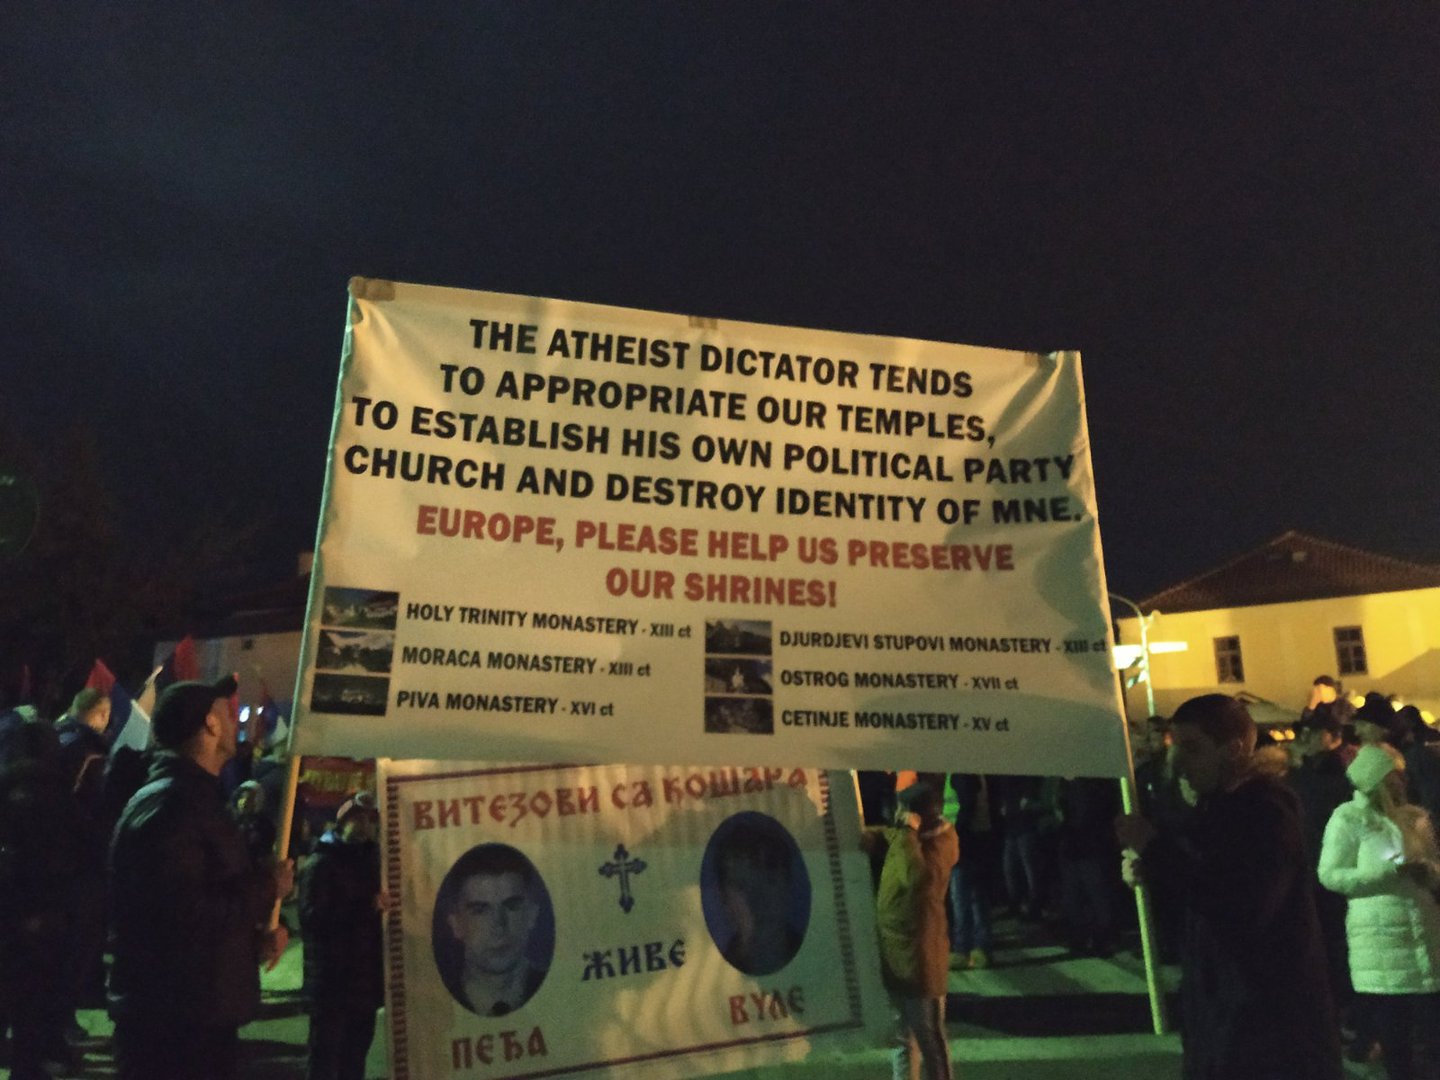 THE ATHEIST DICTATOR TENDS
TO APPROPRIATE OUR TEMPLES,
TO ESTABLISH HIS OWN POLITICAL PARTY
CHURCH AND DESTROY IDENTITY OF MNE.
EUROPE, PLEASE HELP US PRESERVE
OUR SHRINES!
HOLY TRINITY MONASTERY - XIII ct
MORACA MONASTERY - XIII ct
PIVA MONASTERY - XVI ct
DJURDJEVI STUPOVI MONASTERY - XIII ct
OSTROG MONASTERY - XVII ct
CETINJE MONASTERY - XV ct
ВИТЕЗОВИ СА КОШАРА
ЖИВЕ
ПЕЂА
ВУЛЕ